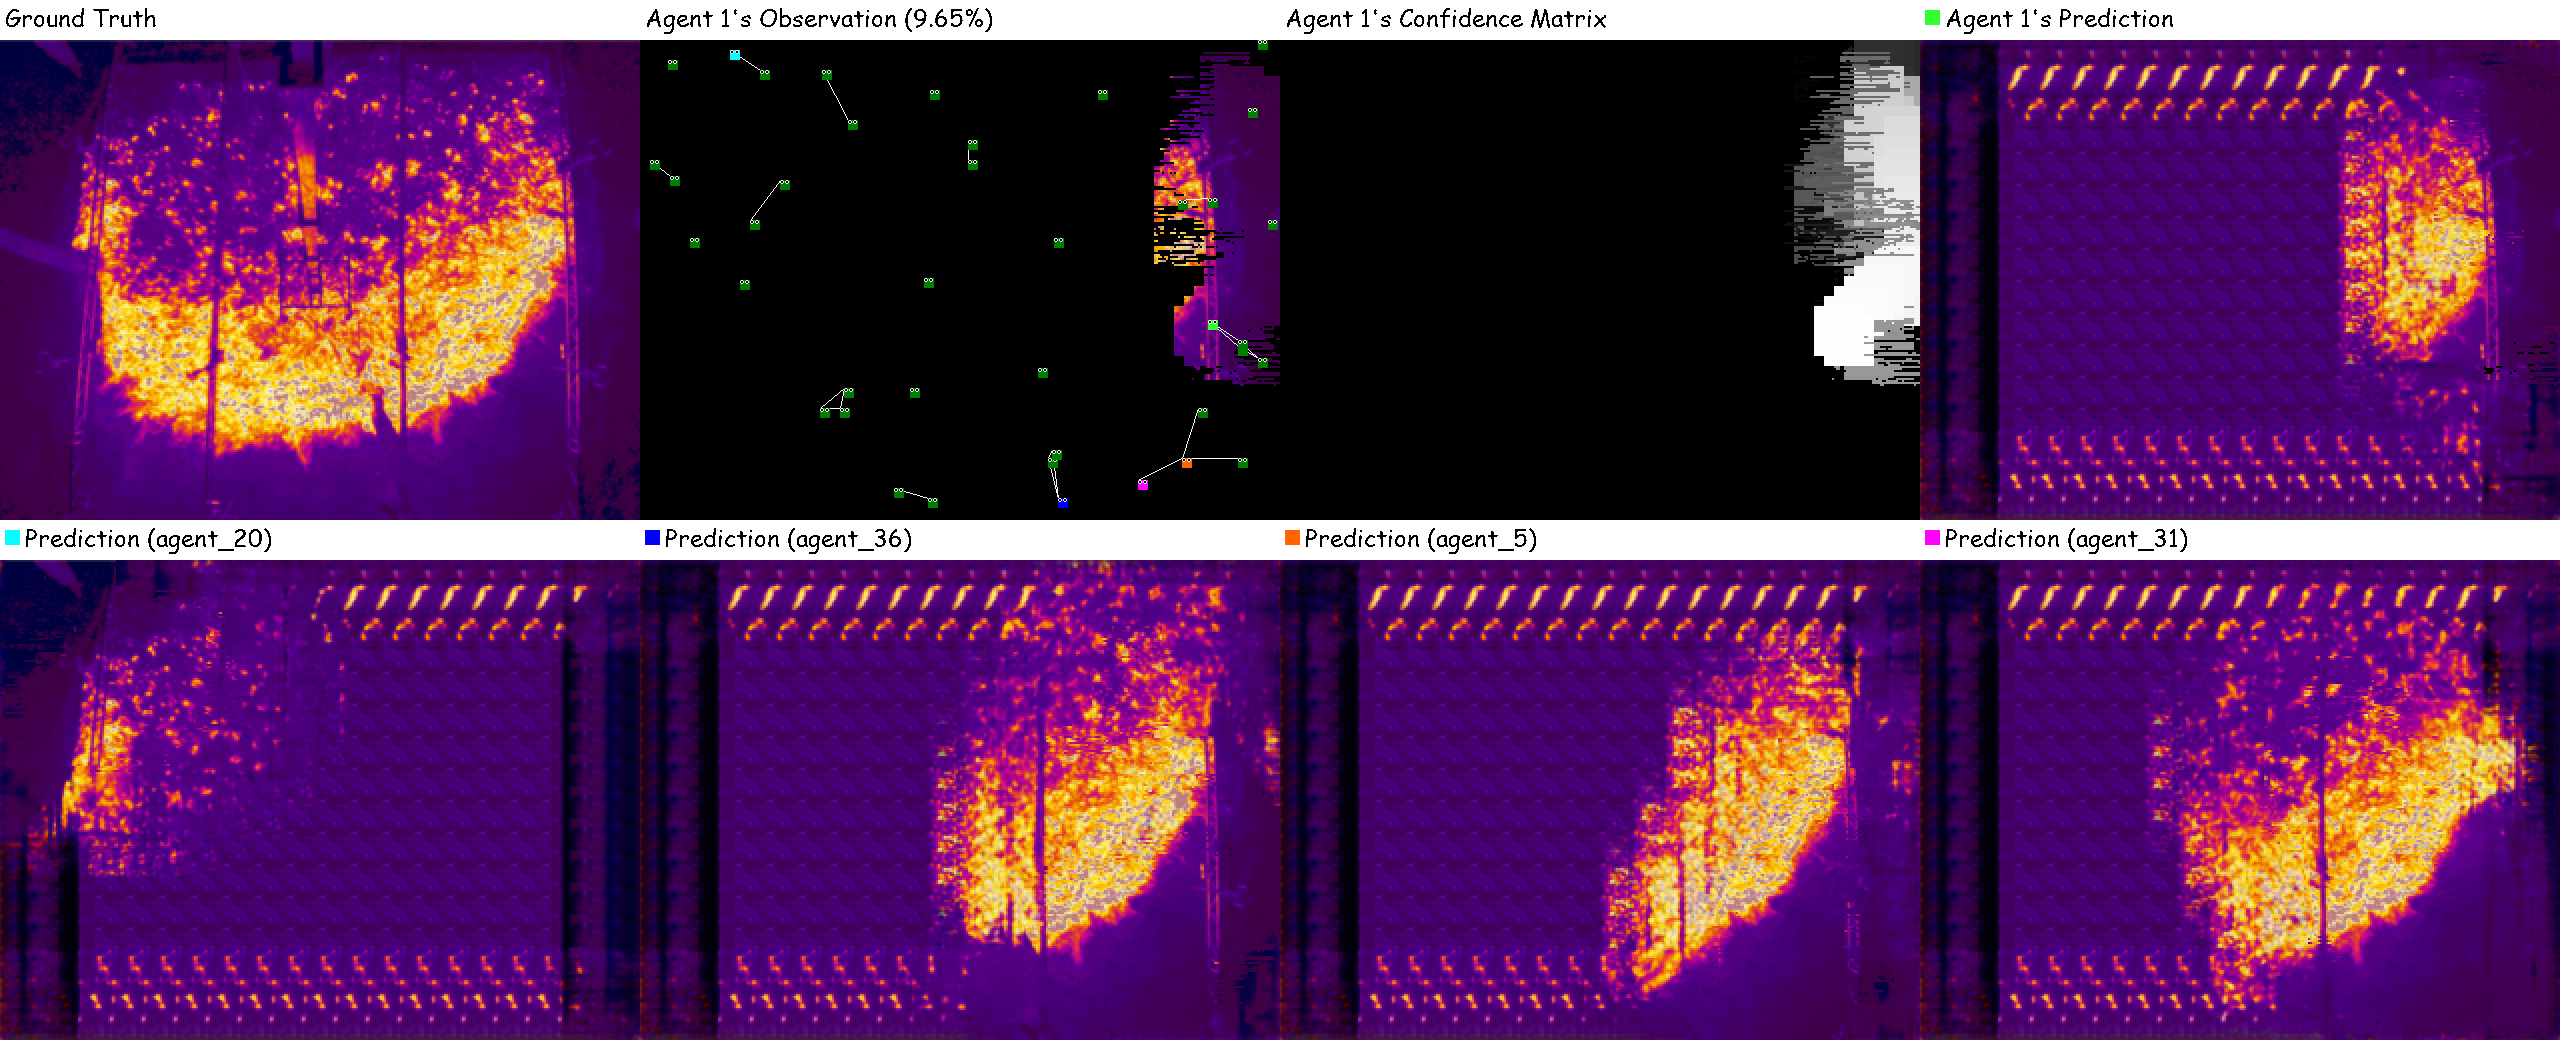 Ground Truth
Agent 1's Observation (9.65%)
Agent 1's Confidence Matrix
Agent 1's Prediction
Prediction (agent_20)
Prediction (agent_36)
Prediction (agent_5)
Prediction (agent_31)